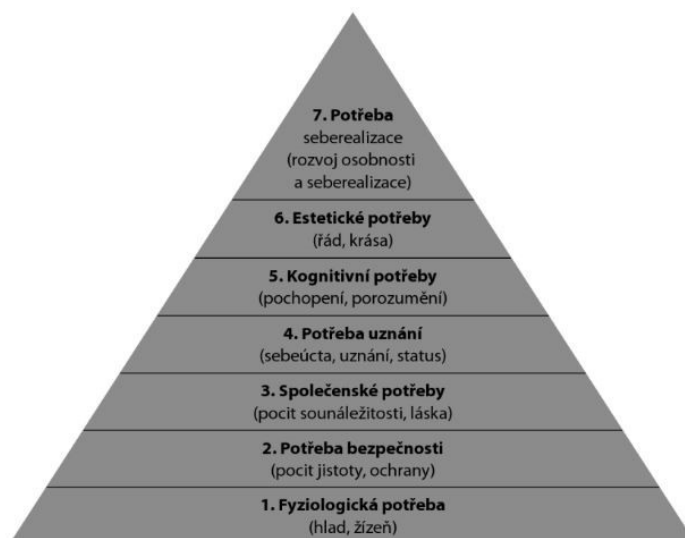 7. Potřeba
seberealizace
(rozvoj osobnosti
a seberealizace)
6. Estetické potřeby
(řád, krása)
5. Kognitivní potřeby
(pochopení, porozumění)
4. Potřeba uznání
(sebeúcta, uznání, status)
3. Společenské potřeby
(pocit sounáležitosti, láska)
2. Potřeba bezpečnosti
(pocit jistoty, ochrany)
1. Fyziologická potřeba
(hlad, žízeň)